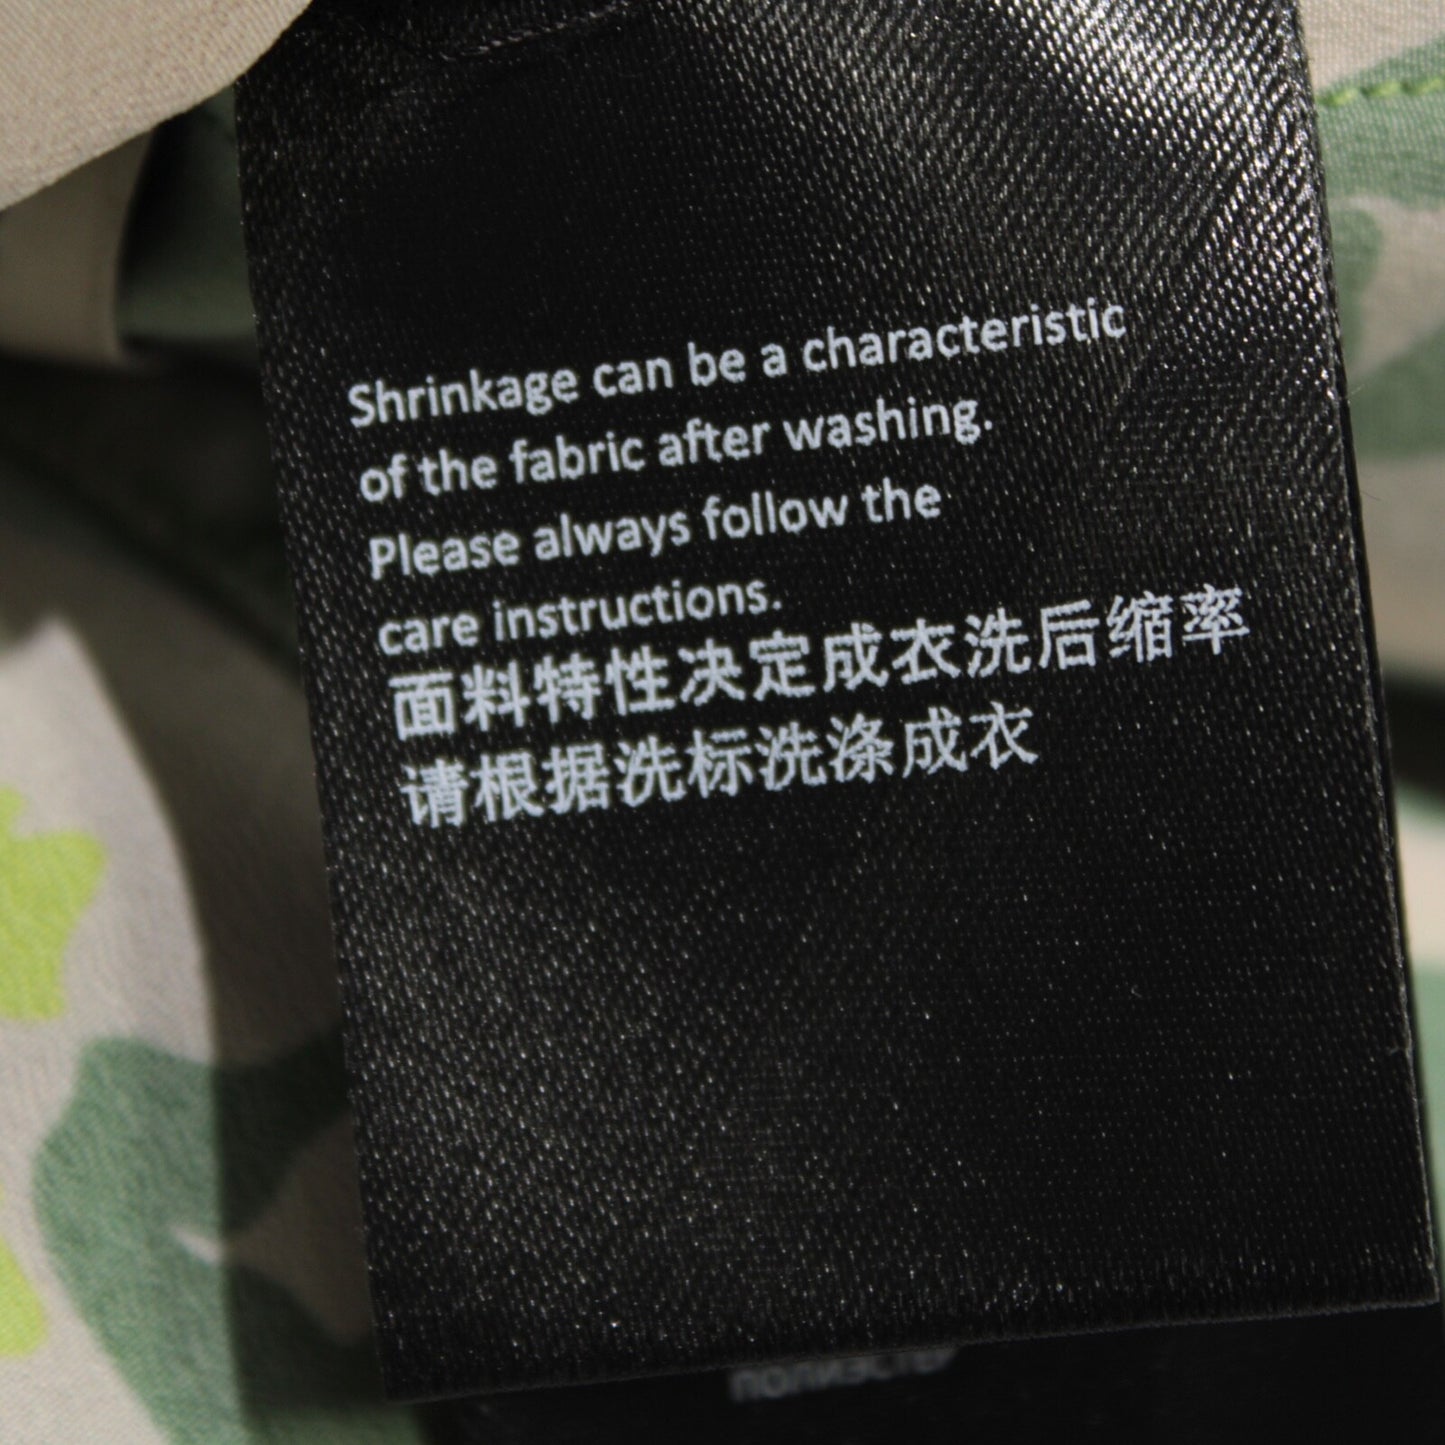 Shrinkage can be a characteristic
of the fabric after washing.
Please always follow the
care instructions.
面料特性决定成衣洗后缩率
请根据洗标洗涤成衣
полиэстер